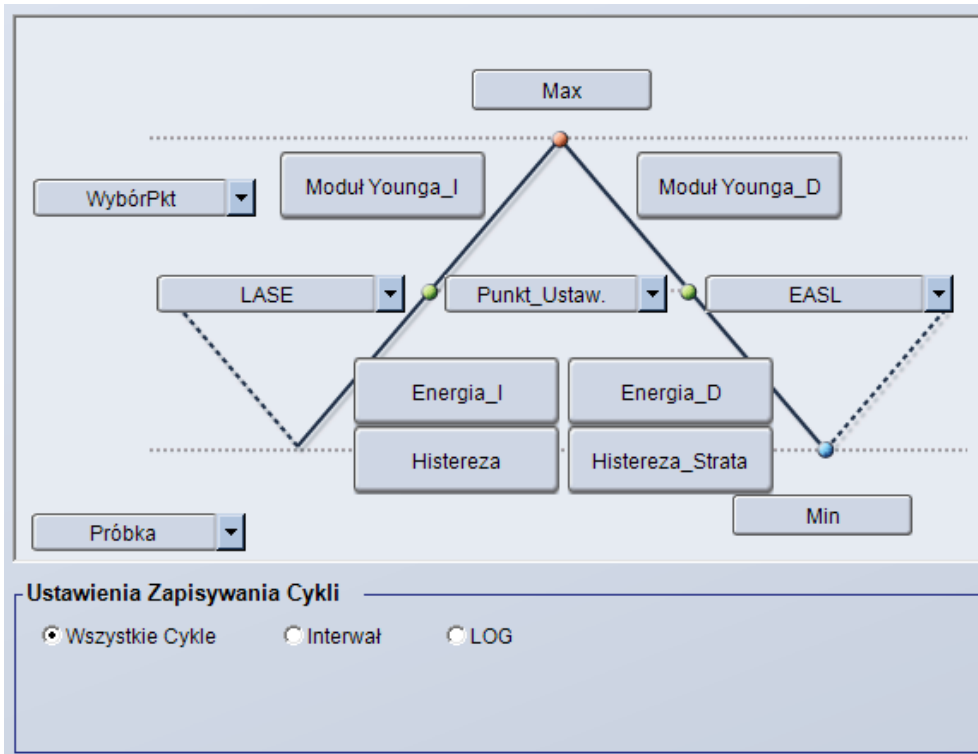 Max
Moduł Younga_I
Moduł Younga_D
WybórPkt
LASE
Punkt_Ustaw.
EASL
Energia_I
Energia_D
Histereza
Histereza_Strata
Min
Próbka
Ustawienia Zapisywania Cykli
Wszystkie Cykle Interwał LOG